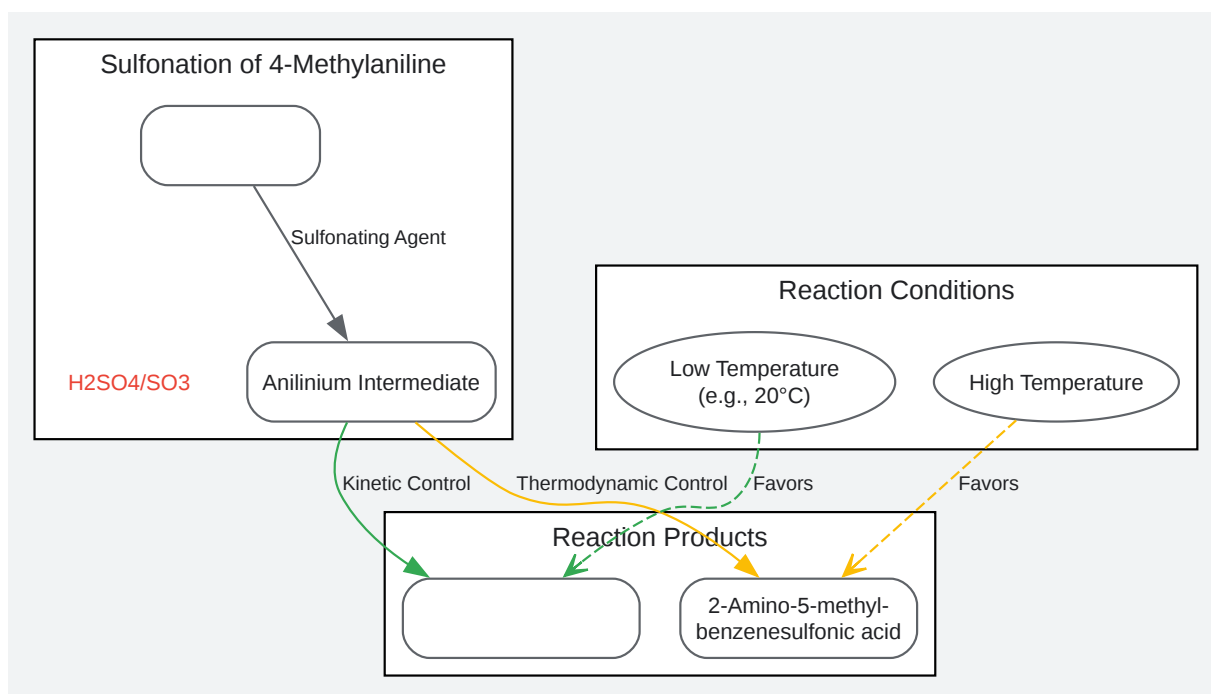 Sulfonation of 4-Methylaniline
Sulfonating Agent
H2SO4/SO3
Anilinium Intermediate
Reaction Conditions
Low Temperature
(e.g., 20°C)
High Temperature
Kinetic Control
Thermodynamic Control
Favors
Favors
Reaction Products
2-Amino-5-methyl-
benzenesulfonic acid